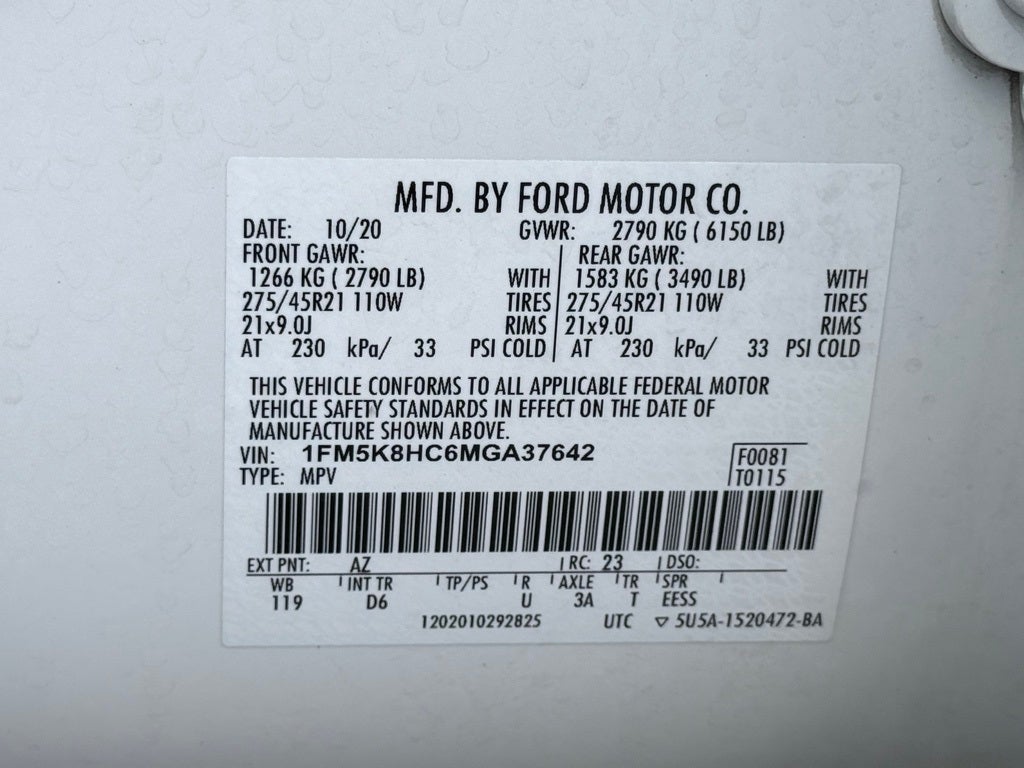 MFD. BY FORD MOTOR CO.
DATE: 10/20 GVWR: 2790 KG ( 6150 LB)
FRONT GAWR: REAR GAWR:
1266 KG ( 2790 LB) WITH 1583 KG ( 3490 LB) WITH
275/45R21 110W TIRES 275/45R21 110W TIRES
21x9.0J RIMS 21x9.0J RIMS
AT 230 kPa/ 33 PSI COLD AT 230 kPa/ 33 PSI COLD
THIS VEHICLE CONFORMS TO ALL APPLICABLE FEDERAL MOTOR
VEHICLE SAFETY STANDARDS IN EFFECT ON THE DATE OF
MANUFACTURE SHOWN ABOVE.
VIN: 1FM5K8HC6MGA37642 F0081
TYPE: MPV T0115
EXT PNT: AZ RC: 23 DSO:
WB INT TR TP/PS R AXLE TR SPR
119 D6 U 3A T EESS
1202010292825 UTC ▽ 5U5A-1520472-BA